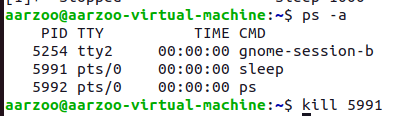 aarzoo@aarzoo-virtual-machine:~$ ps -a
PID TTY TIME CMD
5254 tty2 00:00:00 gnome-session-b
5991 pts/0 00:00:00 sleep
5992 pts/0 00:00:00 ps
aarzoo@aarzoo-virtual-machine:~$ kill 5991